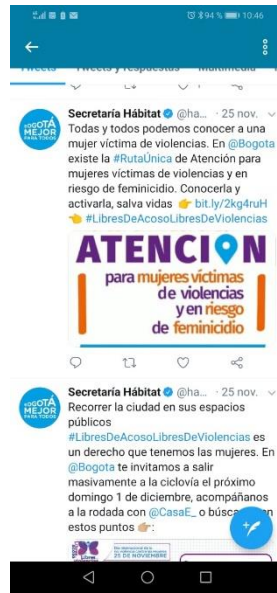 94 % 10:46
Tweets Tweets y respuestas Multimedia
BOGOTÁ
MEJOR
PARA TODOS
Secretaría Hábitat @ha... · 25 nov.
Todas y todos podemos conocer a una
mujer víctima de violencias. En @Bogota
existe la #RutaÚnica de Atención para
mujeres víctimas de violencias y en
riesgo de feminicidio. Conocerla y
activarla, salva vidas 👉 bit.ly/2kg4ruH
👈 #LibresDeAcosoLibresDeViolencias
ATENCIÓN
para mujeres víctimas
de violencias
y en riesgo
de feminicidio
BOGOTÁ
MEJOR
PARA TODOS
Secretaría Hábitat @ha... · 25 nov.
Recorrer la ciudad en sus espacios
públicos
#LibresDeAcosoLibresDeViolencias es
un derecho que tenemos las mujeres. En
@Bogota te invitamos a salir
masivamente a la ciclovía el próximo
domingo 1 de diciembre, acompáñanos
a la rodada con @CasaE_ o búsca
estos puntos 👉🏼:
25 DE NOVIEMBRE